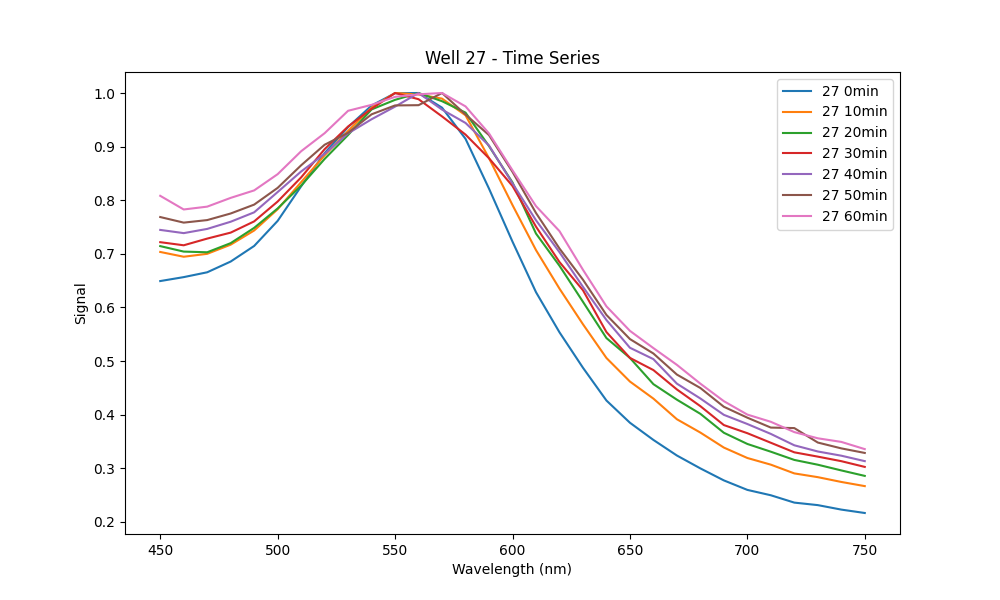 Well 27 - Time Series
Signal
1.0
0.9
0.8
0.7
0.6
0.5
0.4
0.3
0.2
27 0min
27 10min
27 20min
27 30min
27 40min
27 50min
27 60min
450 500 550 600 650 700 750
Wavelength (nm)